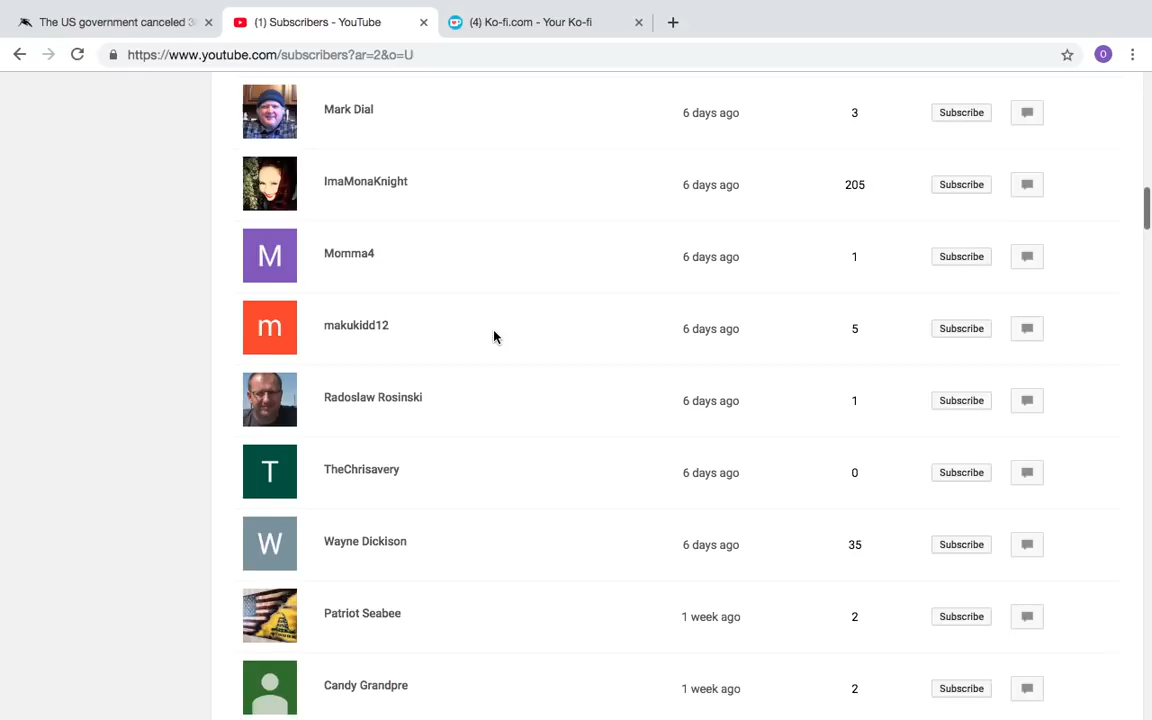 The US government canceled 3
(1) Subscribers - YouTube
(4) Ko-fi.com - Your Ko-fi
https://www.youtube.com/subscribers?ar=2&o=U
O
Mark Dial 6 days ago 3 Subscribe
ImaMonaKnight 6 days ago 205 Subscribe
M Momma4 6 days ago 1 Subscribe
m makukidd12 6 days ago 5 Subscribe
Radoslaw Rosinski 6 days ago 1 Subscribe
T TheChrisavery 6 days ago 0 Subscribe
W Wayne Dickison 6 days ago 35 Subscribe
Patriot Seabee 1 week ago 2 Subscribe
Candy Grandpre 1 week ago 2 Subscribe